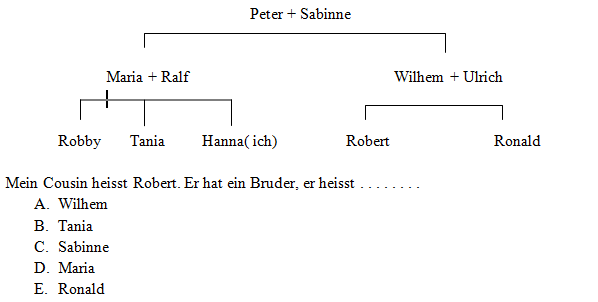 Peter + Sabinne
Maria + Ralf
Wilhem + Ulrich
Robby
Tania
Hanna( ich)
Robert
Ronald
Mein Cousin heisst Robert. Er hat ein Bruder, er heisst . . . . . . . .
A. Wilhem
B. Tania
C. Sabinne
D. Maria
E. Ronald